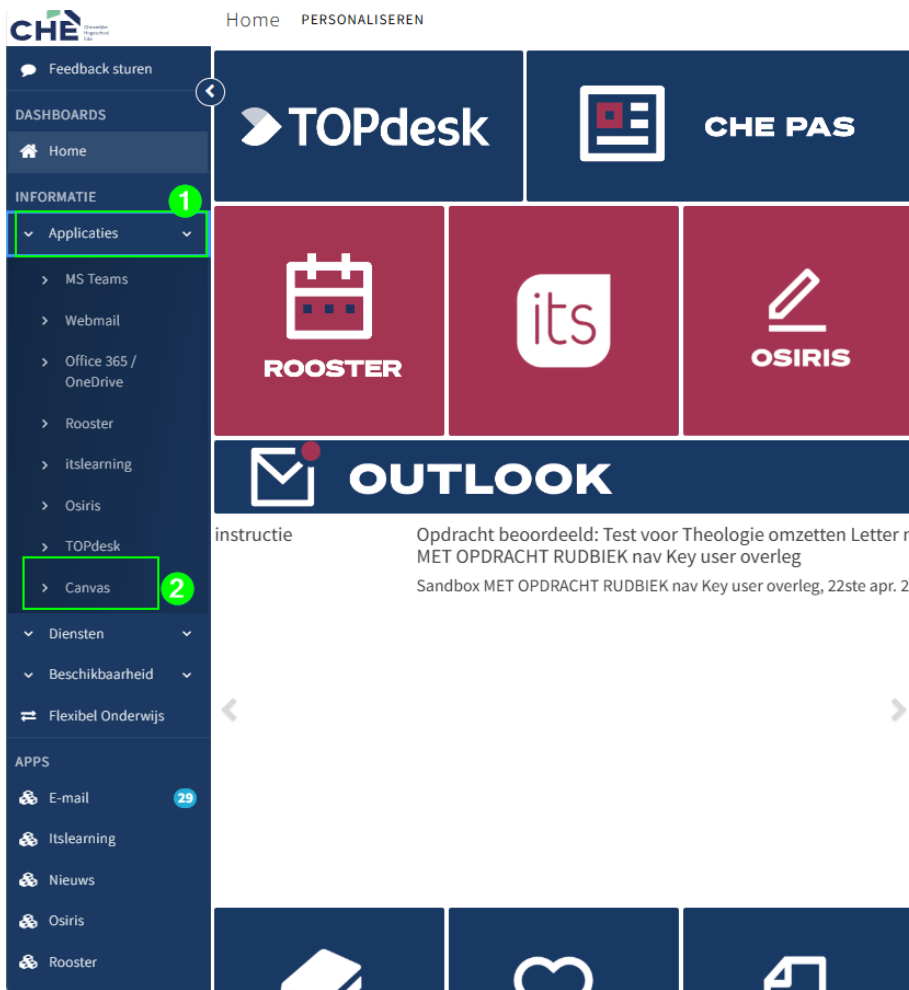 CHE Christelijke
Hogeschool
Ede
Home PERSONALISEREN
Feedback sturen
DASHBOARDS
Home
INFORMATIE
1
Applicaties
MS Teams
Webmail
Office 365 /
OneDrive
Rooster
itslearning
Osiris
TOPdesk
Canvas
2
Diensten
Beschikbaarheid
Flexibel Onderwijs
APPS
E-mail 29
Itslearning
Nieuws
Osiris
Rooster
TOPdesk
CHE PAS
ROOSTER
its
OSIRIS
OUTLOOK
instructie
Opdracht beoordeeld: Test voor Theologie omzetten Letter
MET OPDRACHT RUDBIEK nav Key user overleg
Sandbox MET OPDRACHT RUDBIEK nav Key user overleg, 22ste apr. 2